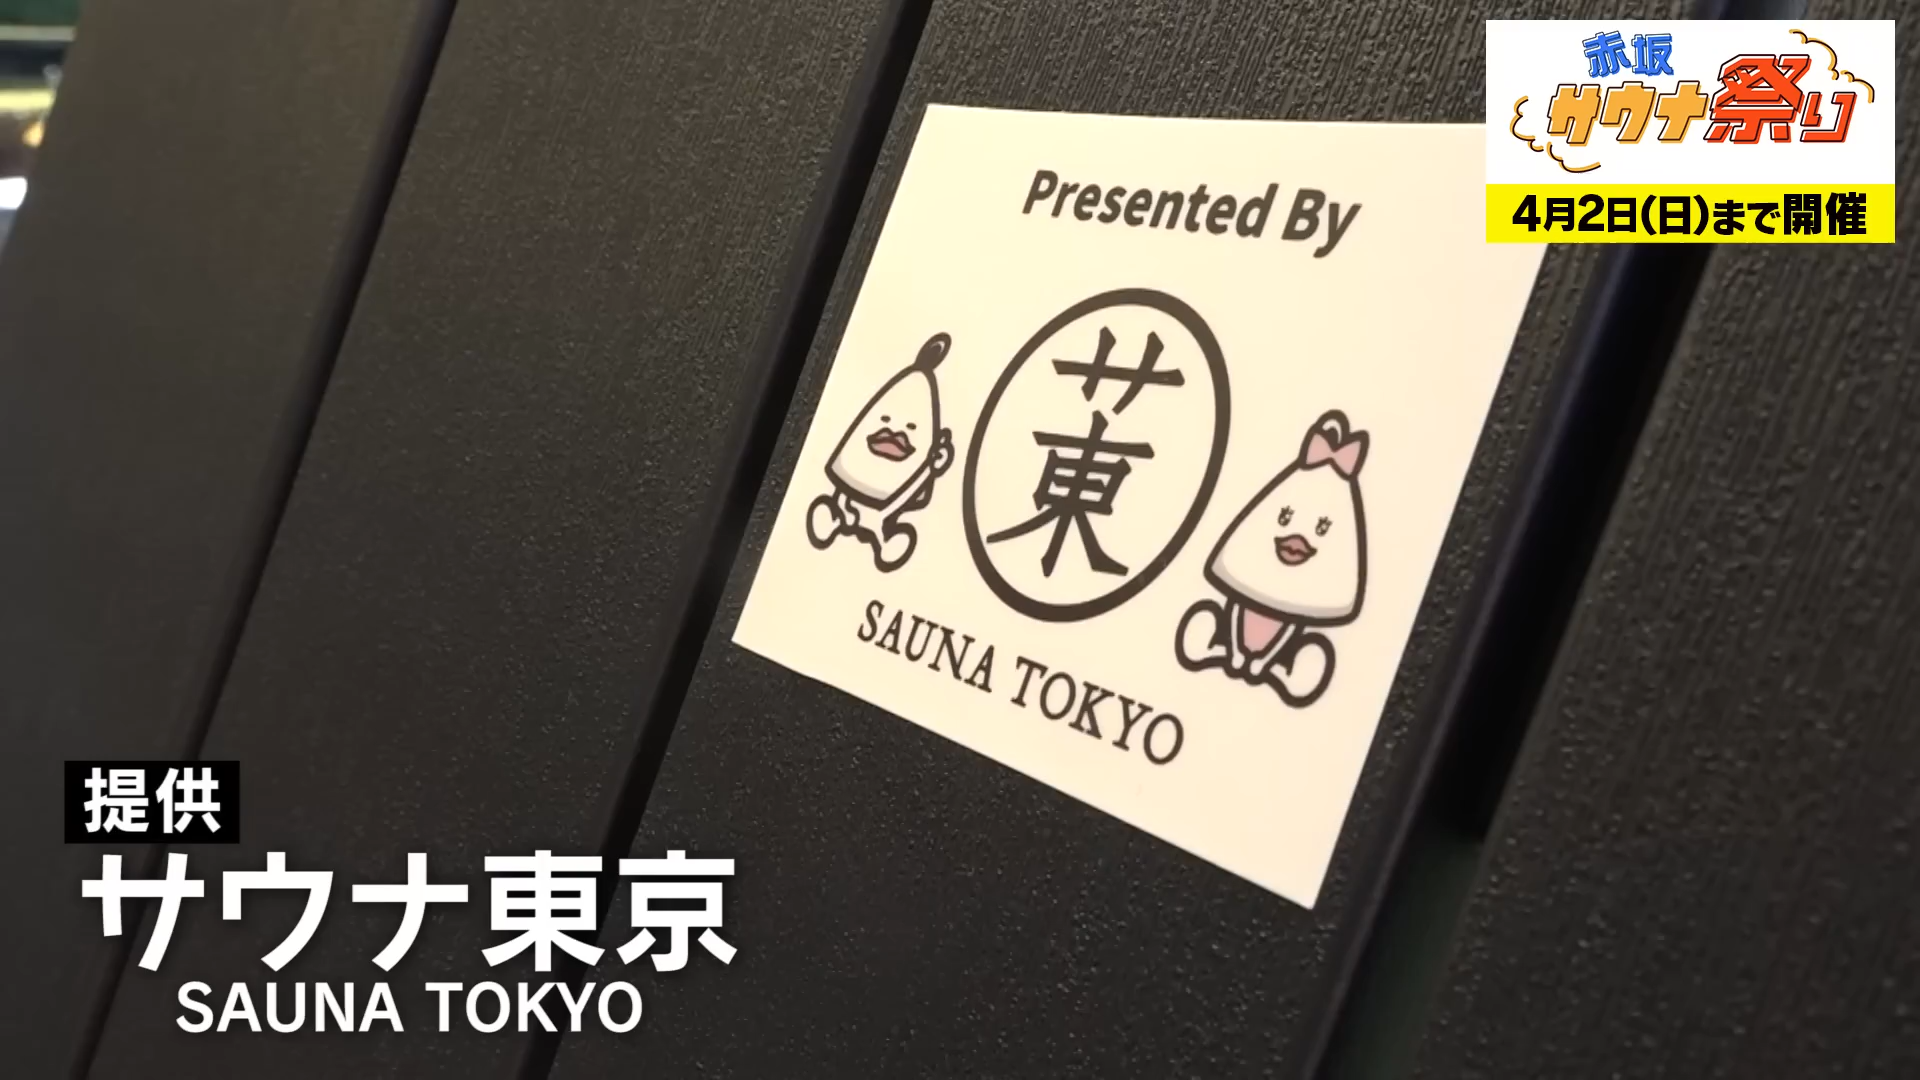 赤坂
サウナ祭り
4月2日(日)まで開催
Presented By
サ
東
SAUNA TOKYO
提供
サウナ東京
SAUNA TOKYO